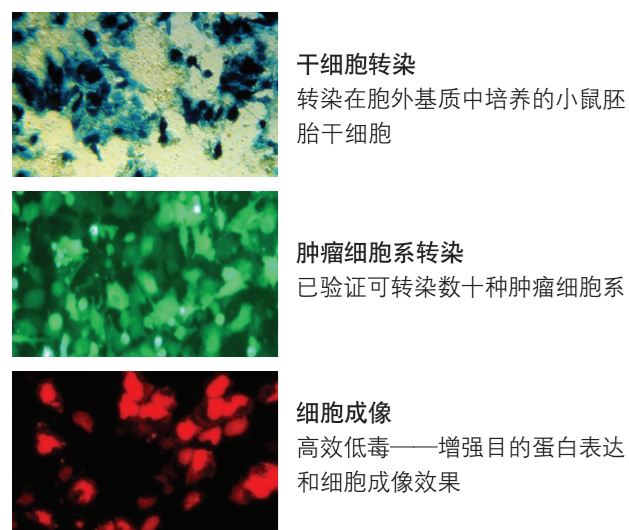 干细胞转染
转染在胞外基质中培养的小鼠胚
胎干细胞
肿瘤细胞系转染
已验证可转染数十种肿瘤细胞系
细胞成像
高效低毒——增强目的蛋白表达
和细胞成像效果